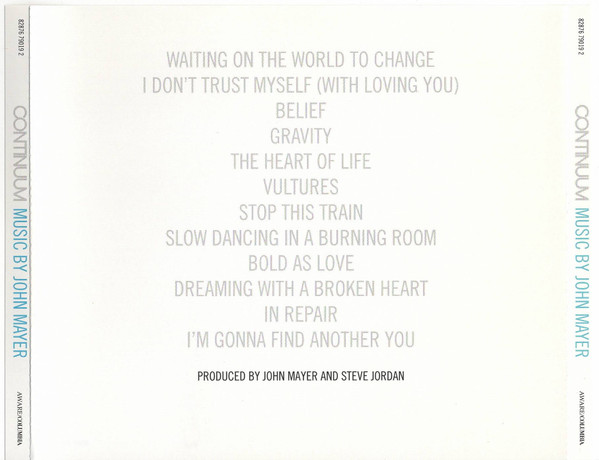 82876 79019 2
CONTINUUM MUSIC BY JOHN MAYER
AWARE/COLUMBIA
WAITING ON THE WORLD TO CHANGE
I DON'T TRUST MYSELF (WITH LOVING YOU)
BELIEF
GRAVITY
THE HEART OF LIFE
VULTURES
STOP THIS TRAIN
SLOW DANCING IN A BURNING ROOM
BOLD AS LOVE
DREAMING WITH A BROKEN HEART
IN REPAIR
I'M GONNA FIND ANOTHER YOU
PRODUCED BY JOHN MAYER AND STEVE JORDAN
82876 79019 2
CONTINUUM MUSIC BY JOHN MAYER
AWARE/COLUMBIA